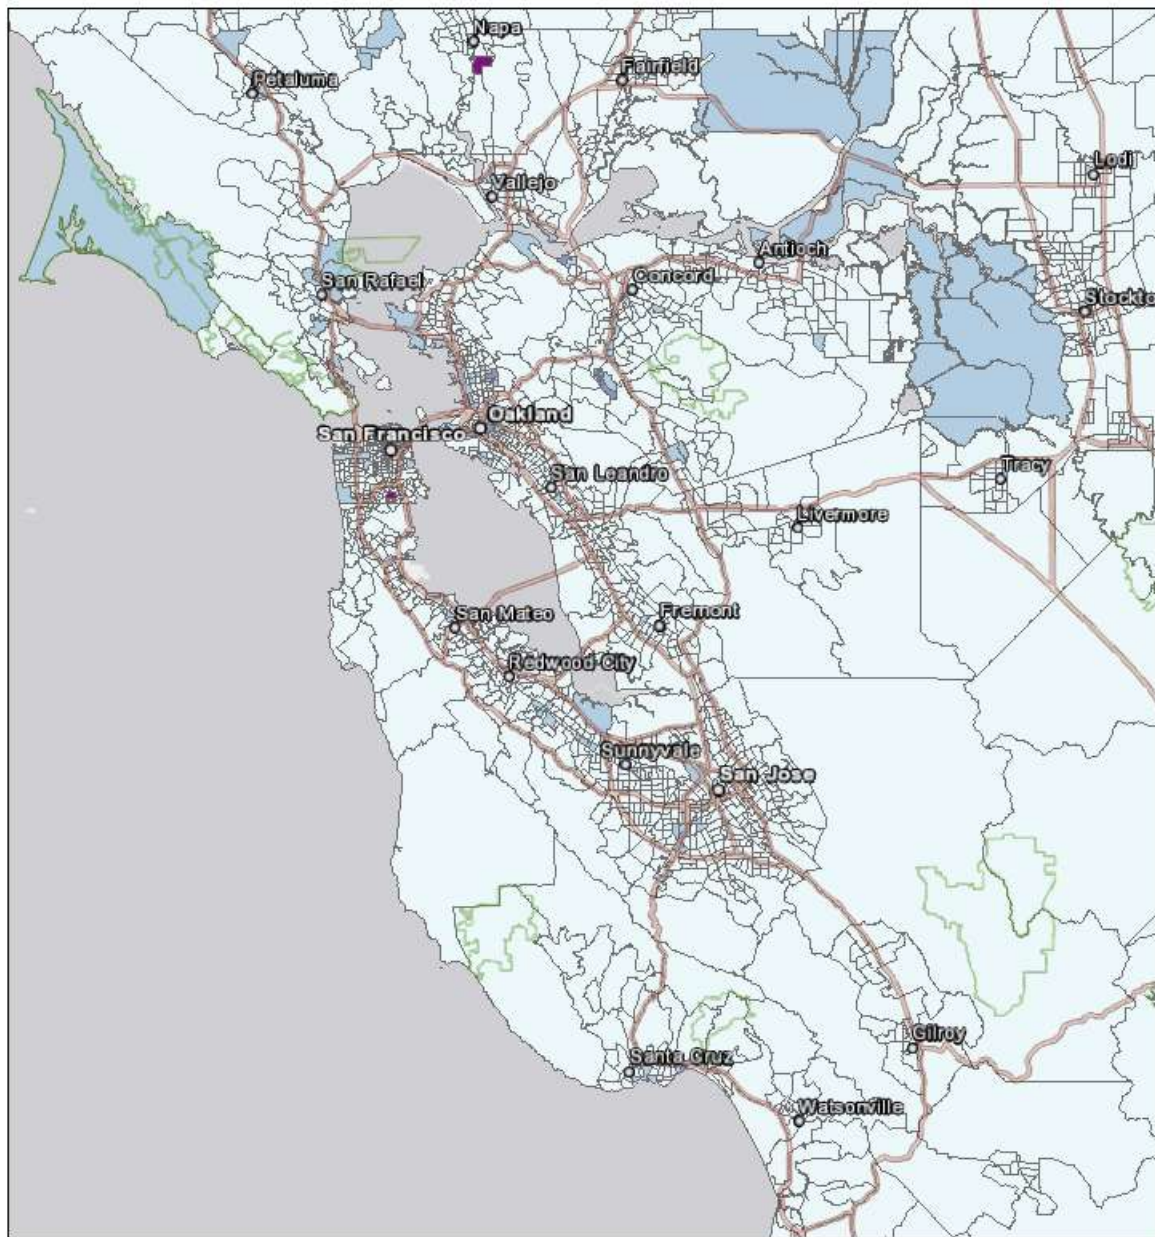 Napa
Fairfield
Petaluma
Lodi
Vallejo
Antioch
Concord
San Rafael
Stockto
Oakland
San Francisco
San Leandro
Tracy
Livermore
Fremont
San Mateo
Redwood City
Sunnyvale
San Jose
Gilroy
Santa Cruz
Watsonville